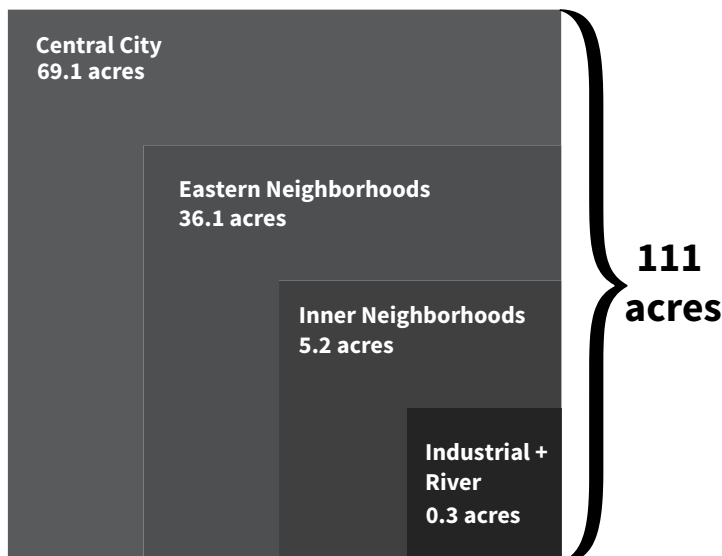 Central City
69.1 acres
Eastern Neighborhoods
36.1 acres
Inner Neighborhoods
5.2 acres
Industrial +
River
0.3 acres
111
acres